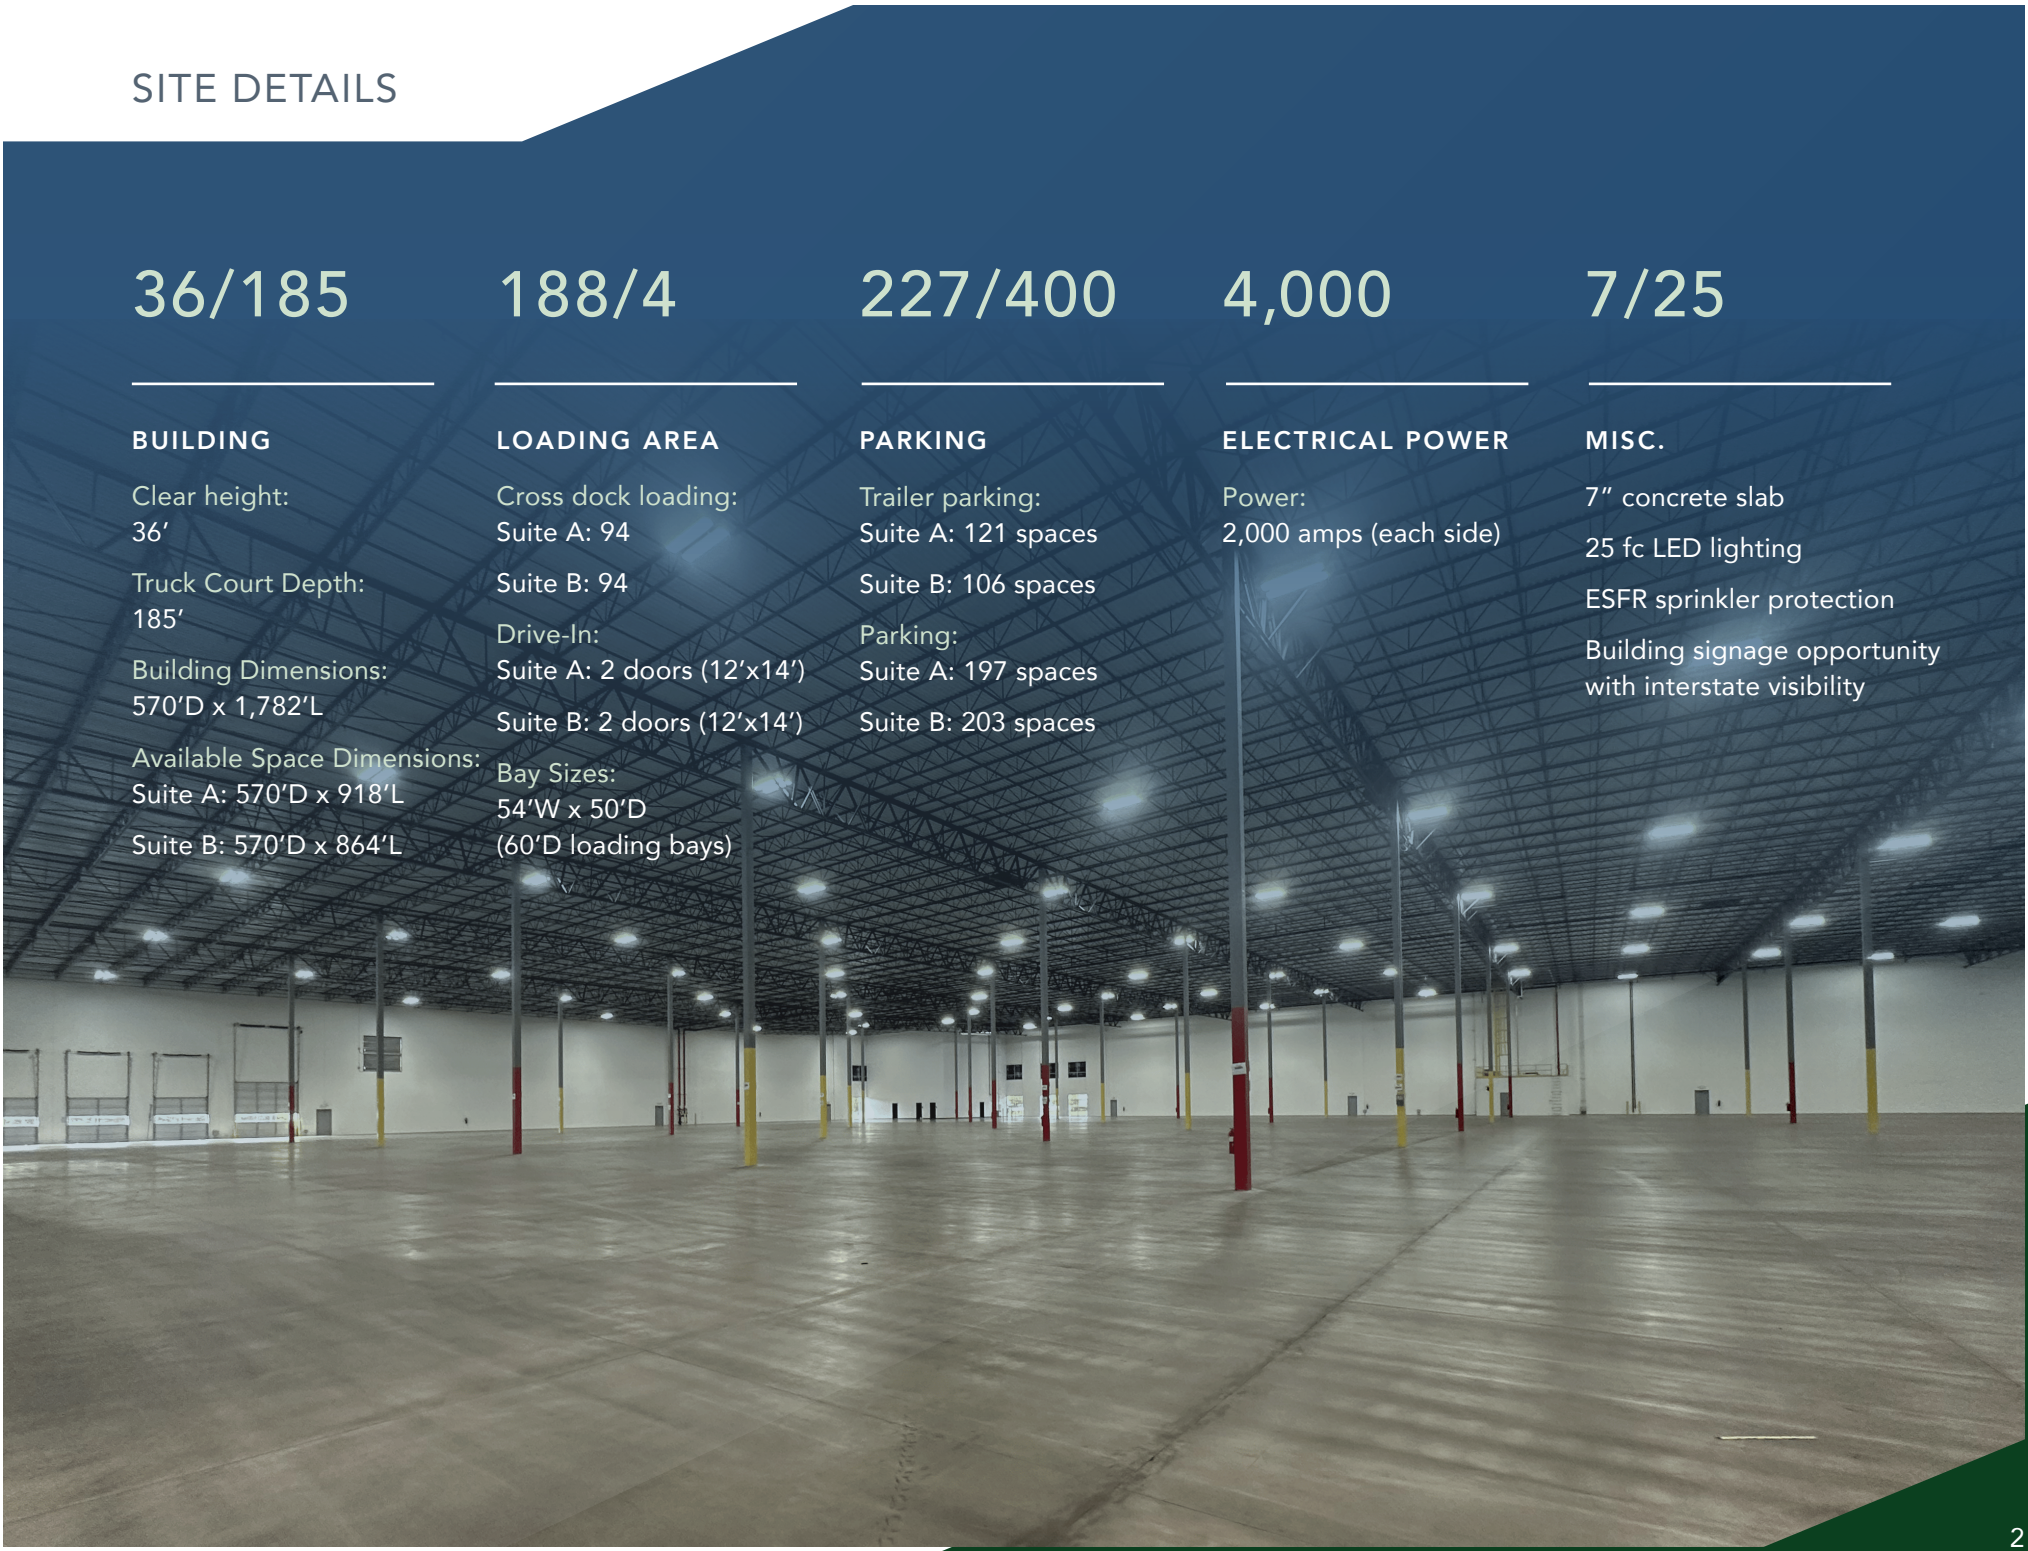 SITE DETAILS
36/185
BUILDING
Clear height:
36’
Truck Court Depth:
185’
Building Dimensions:
570’D x 1,782’L
Available Space Dimensions:
Suite A: 570’D x 918’L
Suite B: 570’D x 864’L
188/4
LOADING AREA
Cross dock loading:
Suite A: 94
Suite B: 94
Drive-In:
Suite A: 2 doors (12’x14’)
Suite B: 2 doors (12’x14’)
Bay Sizes:
54’W x 50’D
(60’D loading bays)
227/400
PARKING
Trailer parking:
Suite A: 121 spaces
Suite B: 106 spaces
Parking:
Suite A: 197 spaces
Suite B: 203 spaces
4,000
ELECTRICAL POWER
Power:
2,000 amps (each side)
7/25
MISC.
7” concrete slab
25 fc LED lighting
ESFR sprinkler protection
Building signage opportunity
with interstate visibility
2